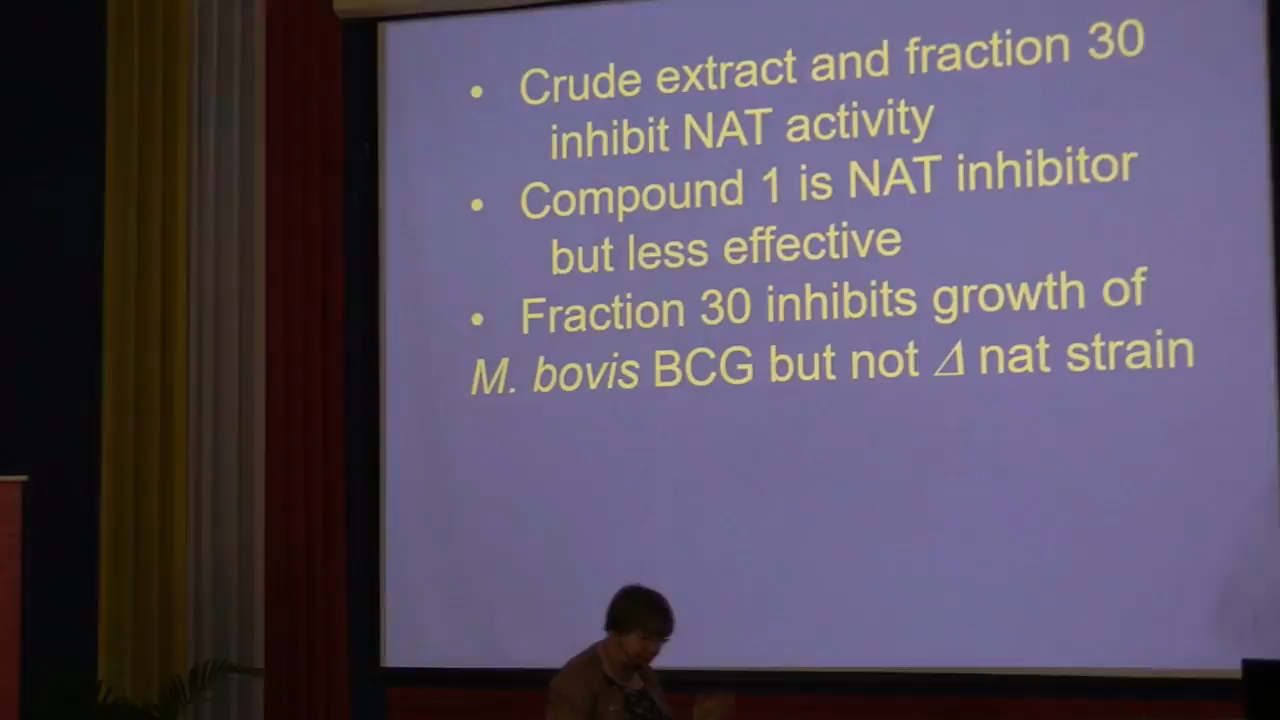 • Crude extract and fraction 30
inhibit NAT activity
• Compound 1 is NAT inhibitor
but less effective
• Fraction 30 inhibits growth of
M. bovis BCG but not Δ nat strain